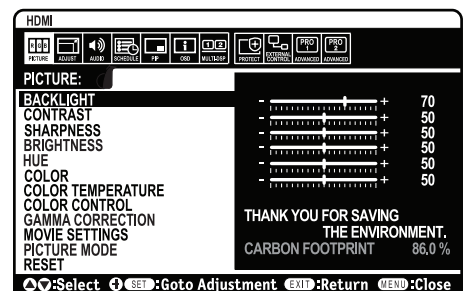 HDMI
RGB
PICTURE ADJUST AUDIO SCHEDULE PIP OSD MULTI-DSP PROTECT EXTERNAL CONTROL PRO 1 ADVANCED PRO 2 ADVANCED
PICTURE:
BACKLIGHT - + 70
CONTRAST - + 50
SHARPNESS - + 50
BRIGHTNESS - + 50
HUE - + 50
COLOR - + 50
COLOR TEMPERATURE
COLOR CONTROL
GAMMA CORRECTION
MOVIE SETTINGS
PICTURE MODE
RESET
THANK YOU FOR SAVING
THE ENVIRONMENT.
CARBON FOOTPRINT 86.0 %
:Select SET :Goto Adjustment EXIT :Return MENU :Close